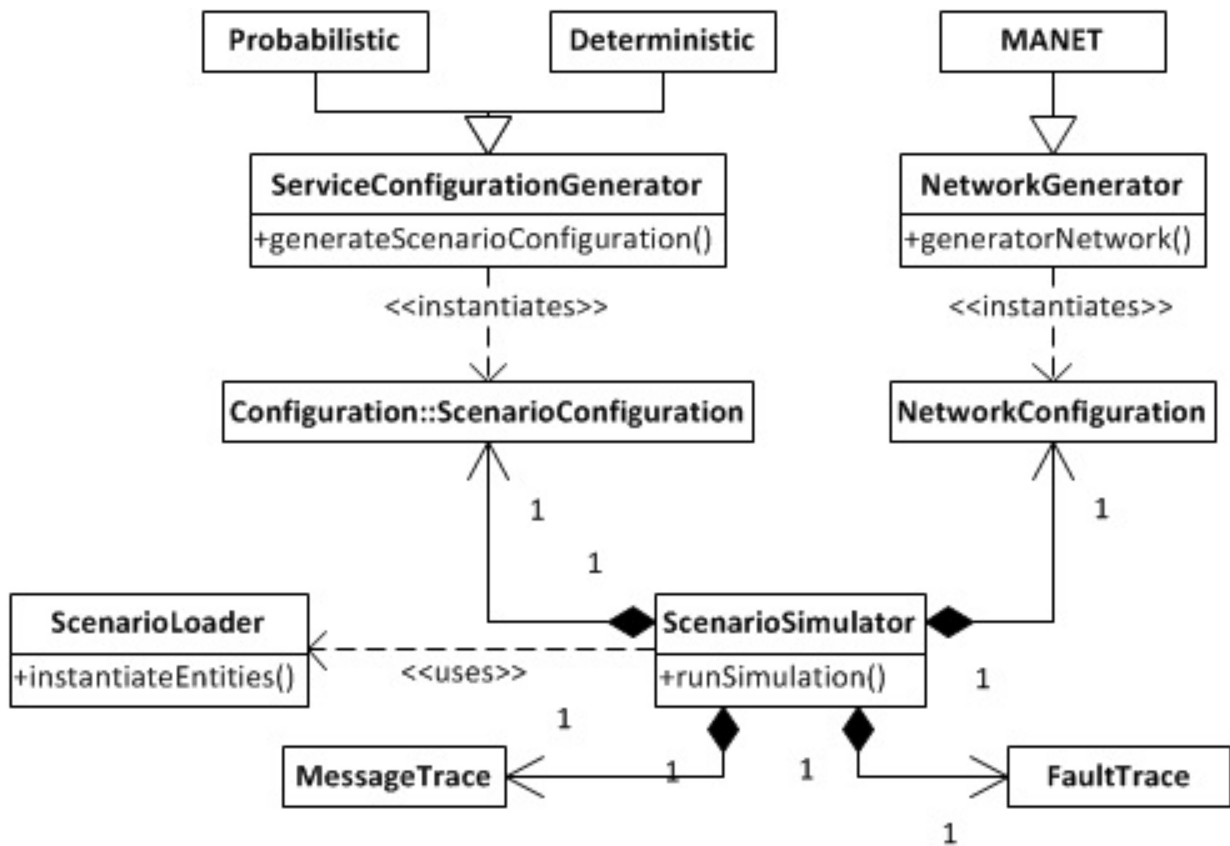 Probabilistic
Deterministic
MANET
ServiceConfigurationGenerator
+generateScenarioConfiguration()
NetworkGenerator
+generatorNetwork()
<<instantiates>>
<<instantiates>>
Configuration::ScenarioConfiguration
NetworkConfiguration
1
1
1
ScenarioLoader
+instantiateEntities()
<<uses>>
ScenarioSimulator
+runSimulation()
1
1
1
1
MessageTrace
FaultTrace
1